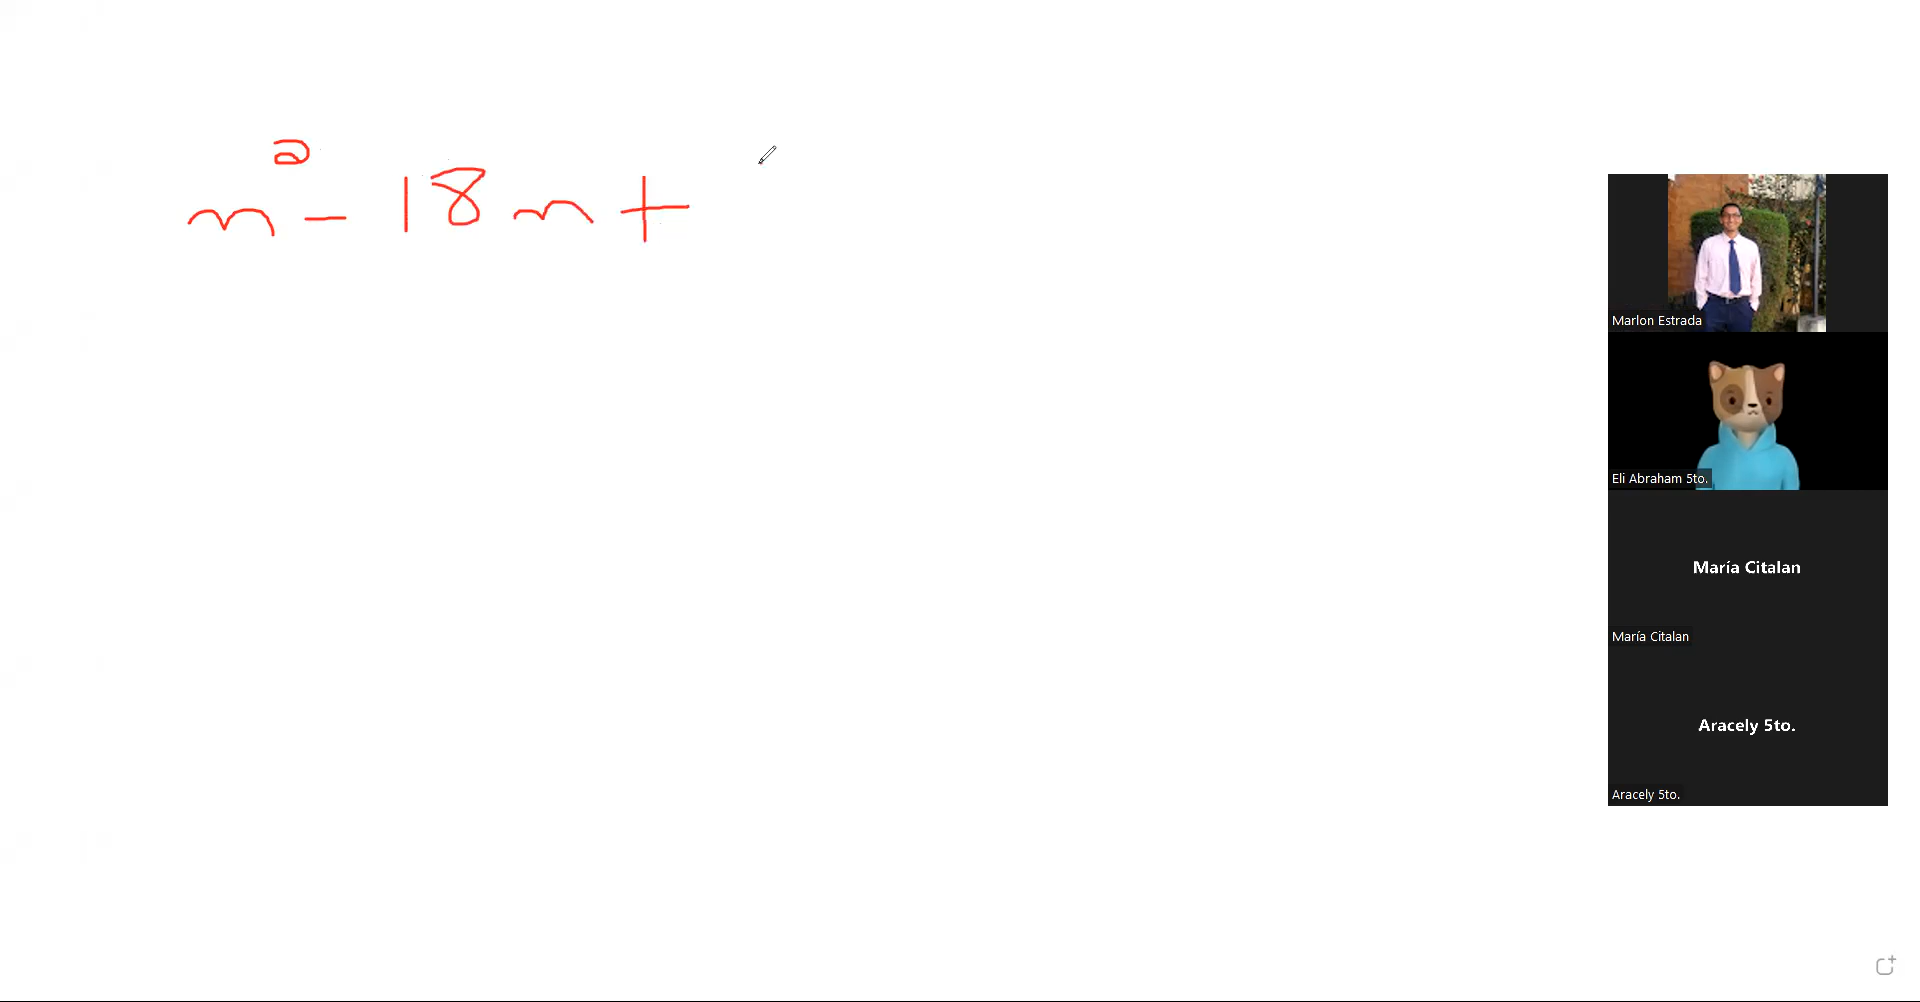 m² - 18m +
Marlon Estrada
Eli Abraham 5to.
María Citalan
María Citalan
Aracely 5to.
Aracely 5to.